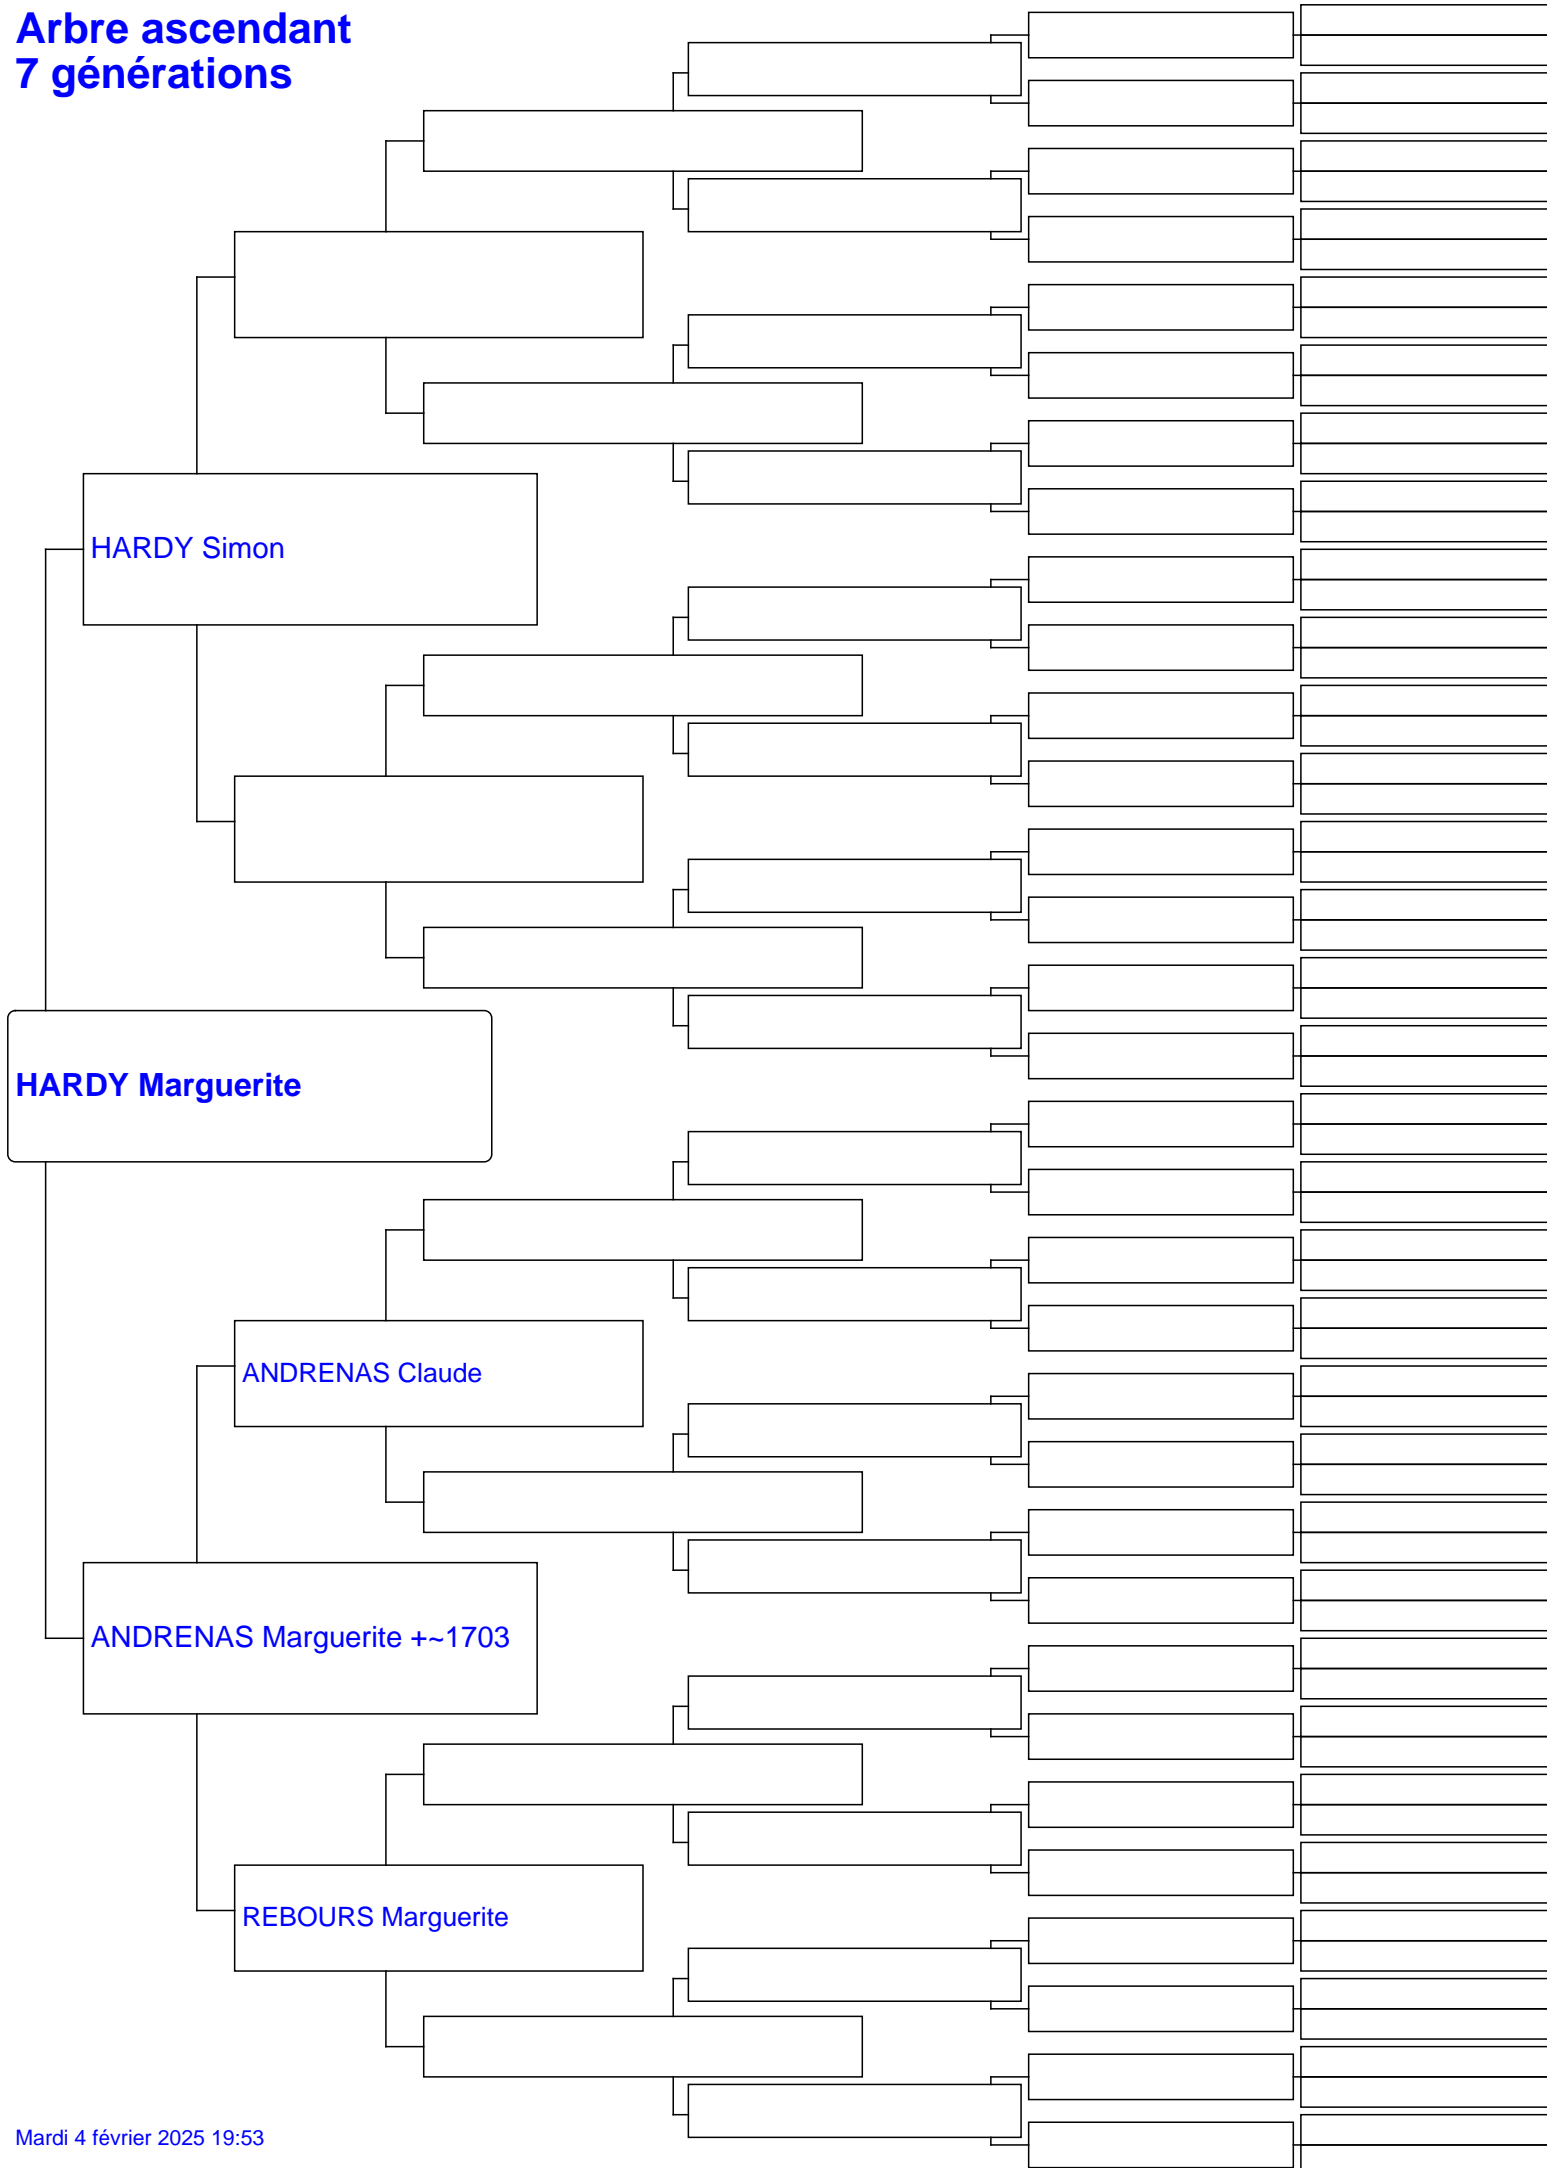 Arbre ascendant
7 générations
HARDY Simon
HARDY Marguerite
ANDRENAS Claude
ANDRENAS Marguerite +~1703
REBOURS Marguerite
Mardi 4 février 2025 19:53